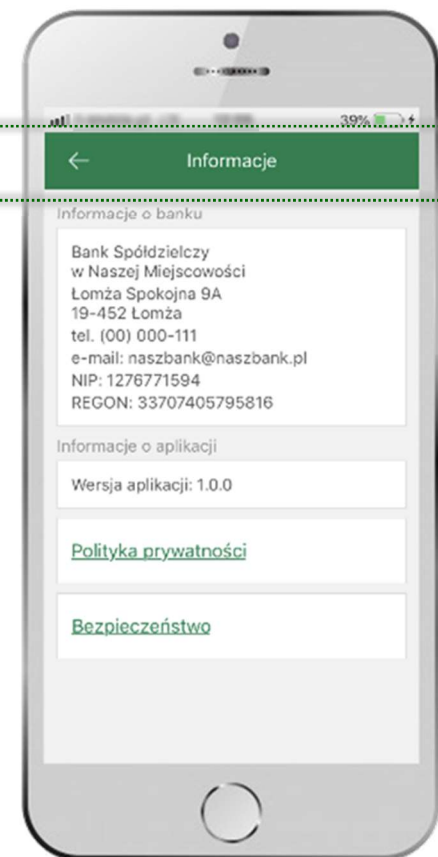 39%
Informacje
Informacje o banku
Bank Spółdzielczy
w Naszej Miejscowości
Łomża Spokojna 9A
19-452 Łomża
tel. (00) 000-111
e-mail: naszbank@naszbank.pl
NIP: 1276771594
REGON: 33707405795816
Informacje o aplikacji
Wersja aplikacji: 1.0.0
Polityka prywatności
Bezpieczeństwo